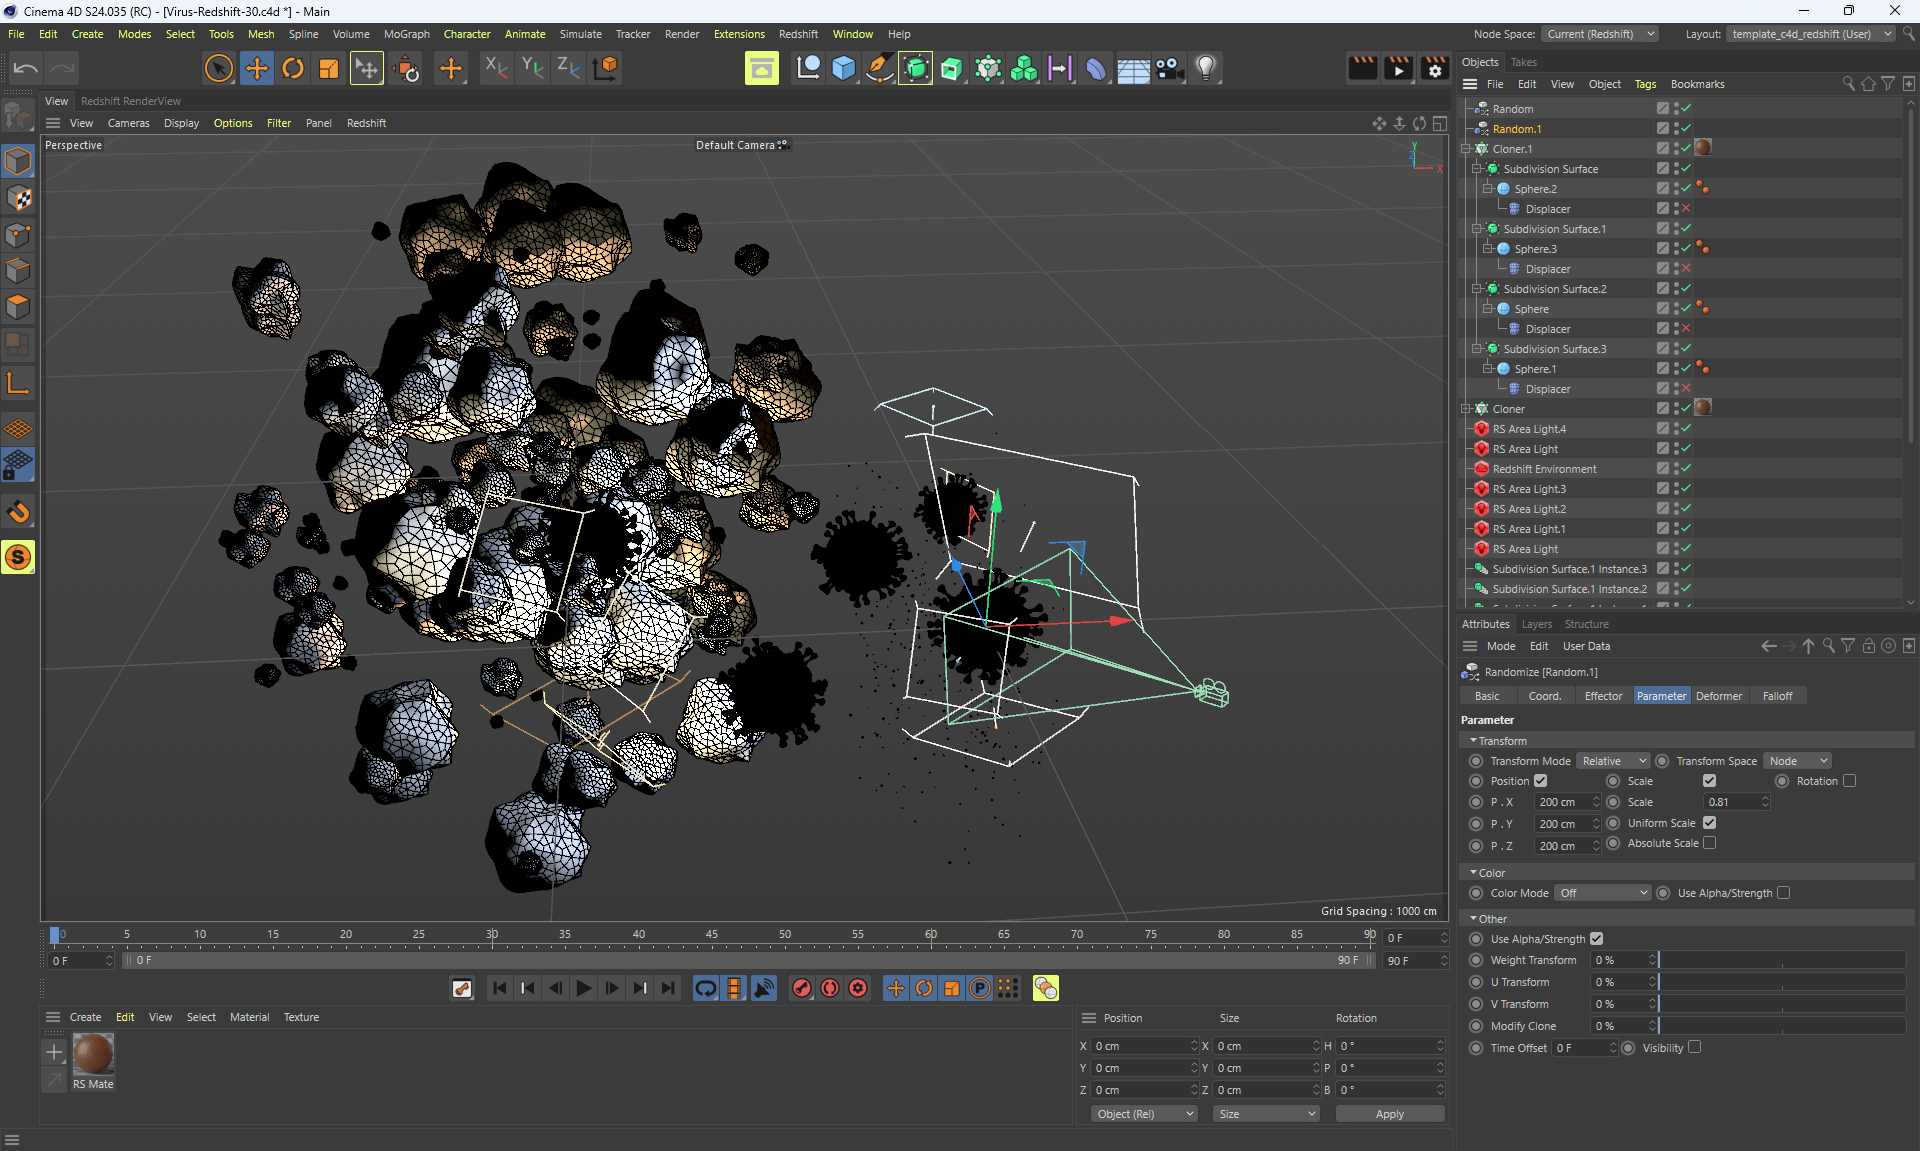 Cinema 4D S24.035 (RC) - [Virus-Redshift-30.c4d *] - Main
File Edit Create Modes Select Tools Mesh Spline Volume MoGraph Character Animate Simulate Tracker Render Extensions Redshift Window Help
Node Space: Current (Redshift) Layout: template_c4d_redshift (User)
X Y Z
View Redshift RenderView
View Cameras Display Options Filter Panel Redshift
Perspective
Default Camera
Y
Z
X
Grid Spacing : 1000 cm
0 5 10 15 20 25 30 35 40 45 50 55 60 65 70 75 80 85 90 0 F
0 F 0 F 90 F 90 F
P
S
Create Edit View Select Material Texture
RS Mate
Position Size Rotation
X 0 cm X 0 cm H 0 °
Y 0 cm Y 0 cm P 0 °
Z 0 cm Z 0 cm B 0 °
Object (Rel) Size Apply
Objects Takes
File Edit View Object Tags Bookmarks
Random
Random.1
Cloner.1
Subdivision Surface
Sphere.2
Displacer
Subdivision Surface.1
Sphere.3
Displacer
Subdivision Surface.2
Sphere
Displacer
Subdivision Surface.3
Sphere.1
Displacer
Cloner
RS Area Light.4
RS Area Light
Redshift Environment
RS Area Light.3
RS Area Light.2
RS Area Light.1
RS Area Light
Subdivision Surface.1 Instance.3
Subdivision Surface.1 Instance.2
Attributes Layers Structure
Mode Edit User Data
Randomize [Random.1]
Basic Coord. Effector Parameter Deformer Falloff
Parameter
Transform
Transform Mode Relative Transform Space Node
Position Scale Rotation
P . X 200 cm Scale 0.81
P . Y 200 cm Uniform Scale
P . Z 200 cm Absolute Scale
Color
Color Mode Off Use Alpha/Strength
Other
Use Alpha/Strength
Weight Transform 0 %
U Transform 0 %
V Transform 0 %
Modify Clone 0 %
Time Offset 0 F Visibility